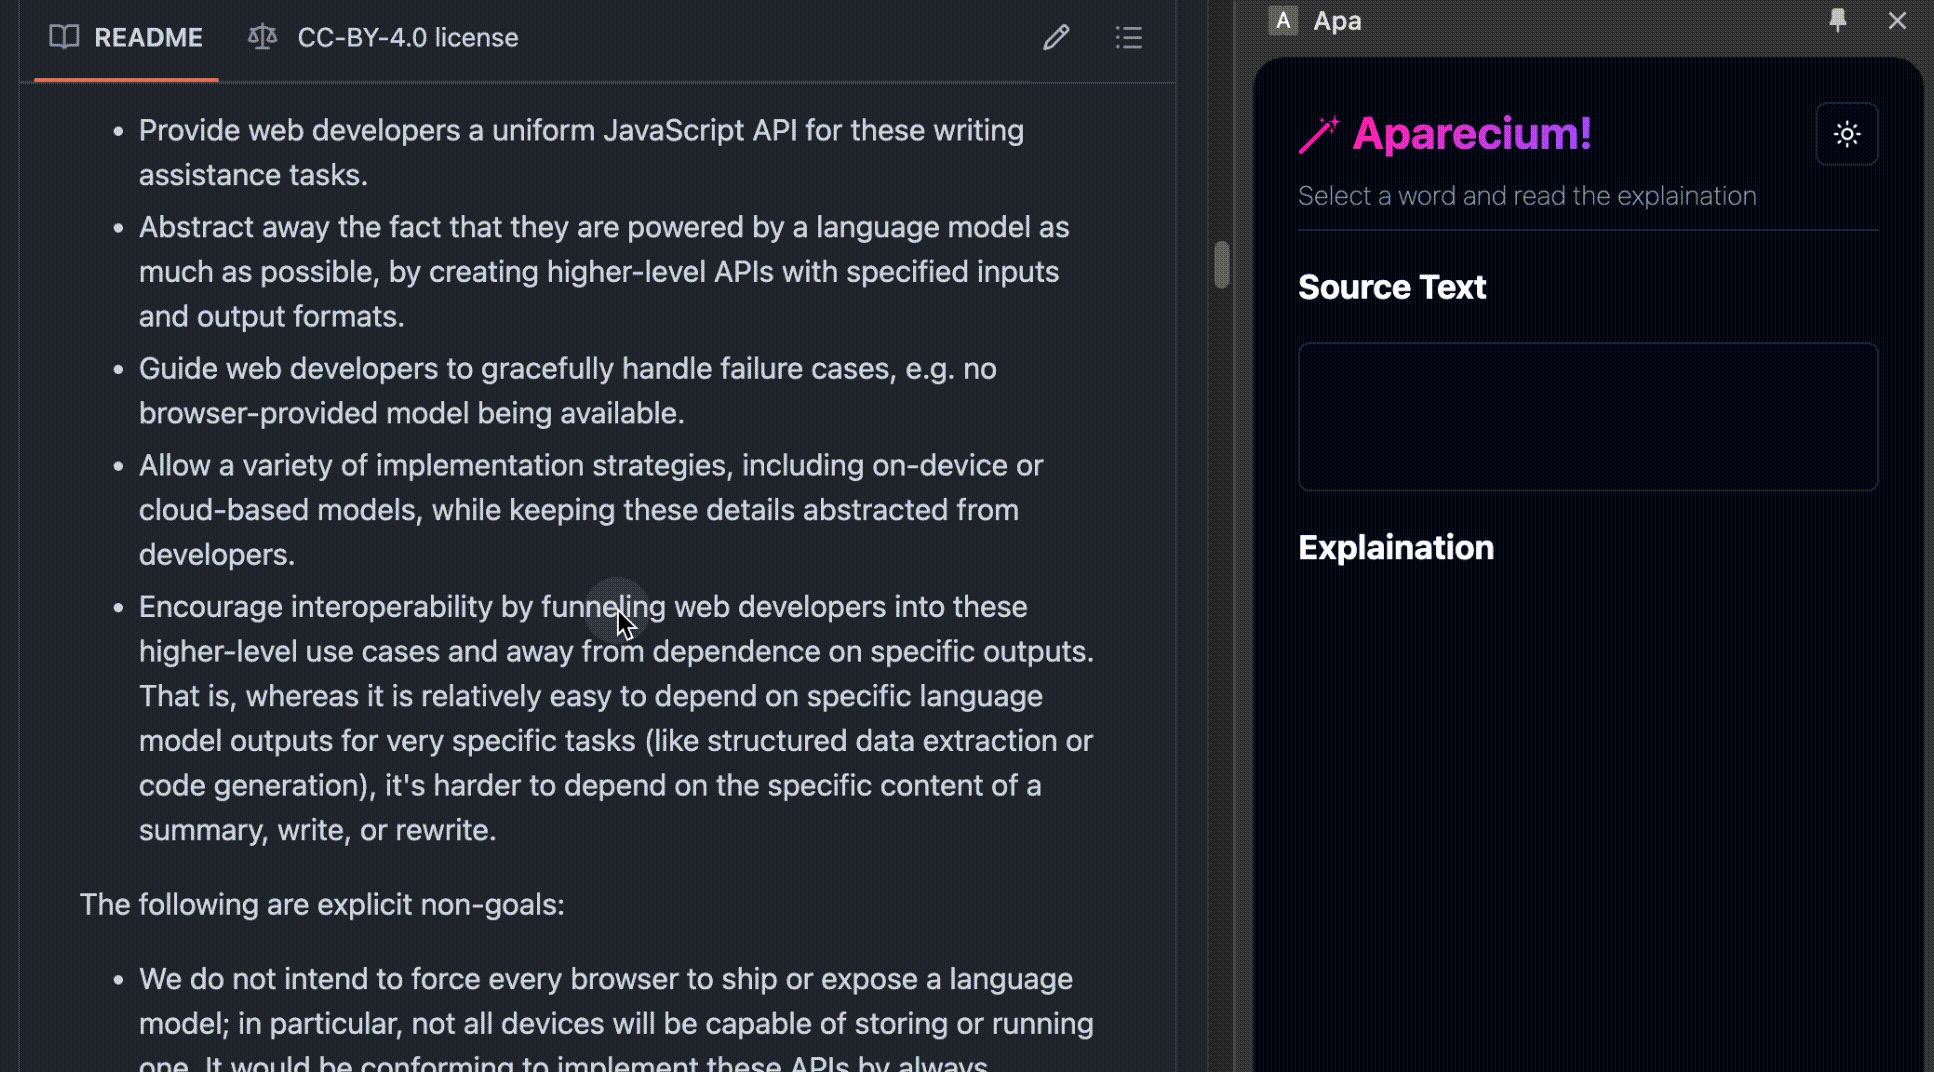 README
CC-BY-4.0 license
Provide web developers a uniform JavaScript API for these writing
assistance tasks.
Abstract away the fact that they are powered by a language model as
much as possible, by creating higher-level APIs with specified inputs
and output formats.
Guide web developers to gracefully handle failure cases, e.g. no
browser-provided model being available.
Allow a variety of implementation strategies, including on-device or
cloud-based models, while keeping these details abstracted from
developers.
Encourage interoperability by funneling web developers into these
higher-level use cases and away from dependence on specific outputs.
That is, whereas it is relatively easy to depend on specific language
model outputs for very specific tasks (like structured data extraction or
code generation), it's harder to depend on the specific content of a
summary, write, or rewrite.
The following are explicit non-goals:
We do not intend to force every browser to ship or expose a language
model; in particular, not all devices will be capable of storing or running
one. It would be conforming to implement these APIs by always
A Apa
Aparecium!
Select a word and read the explaination
Source Text
Explaination